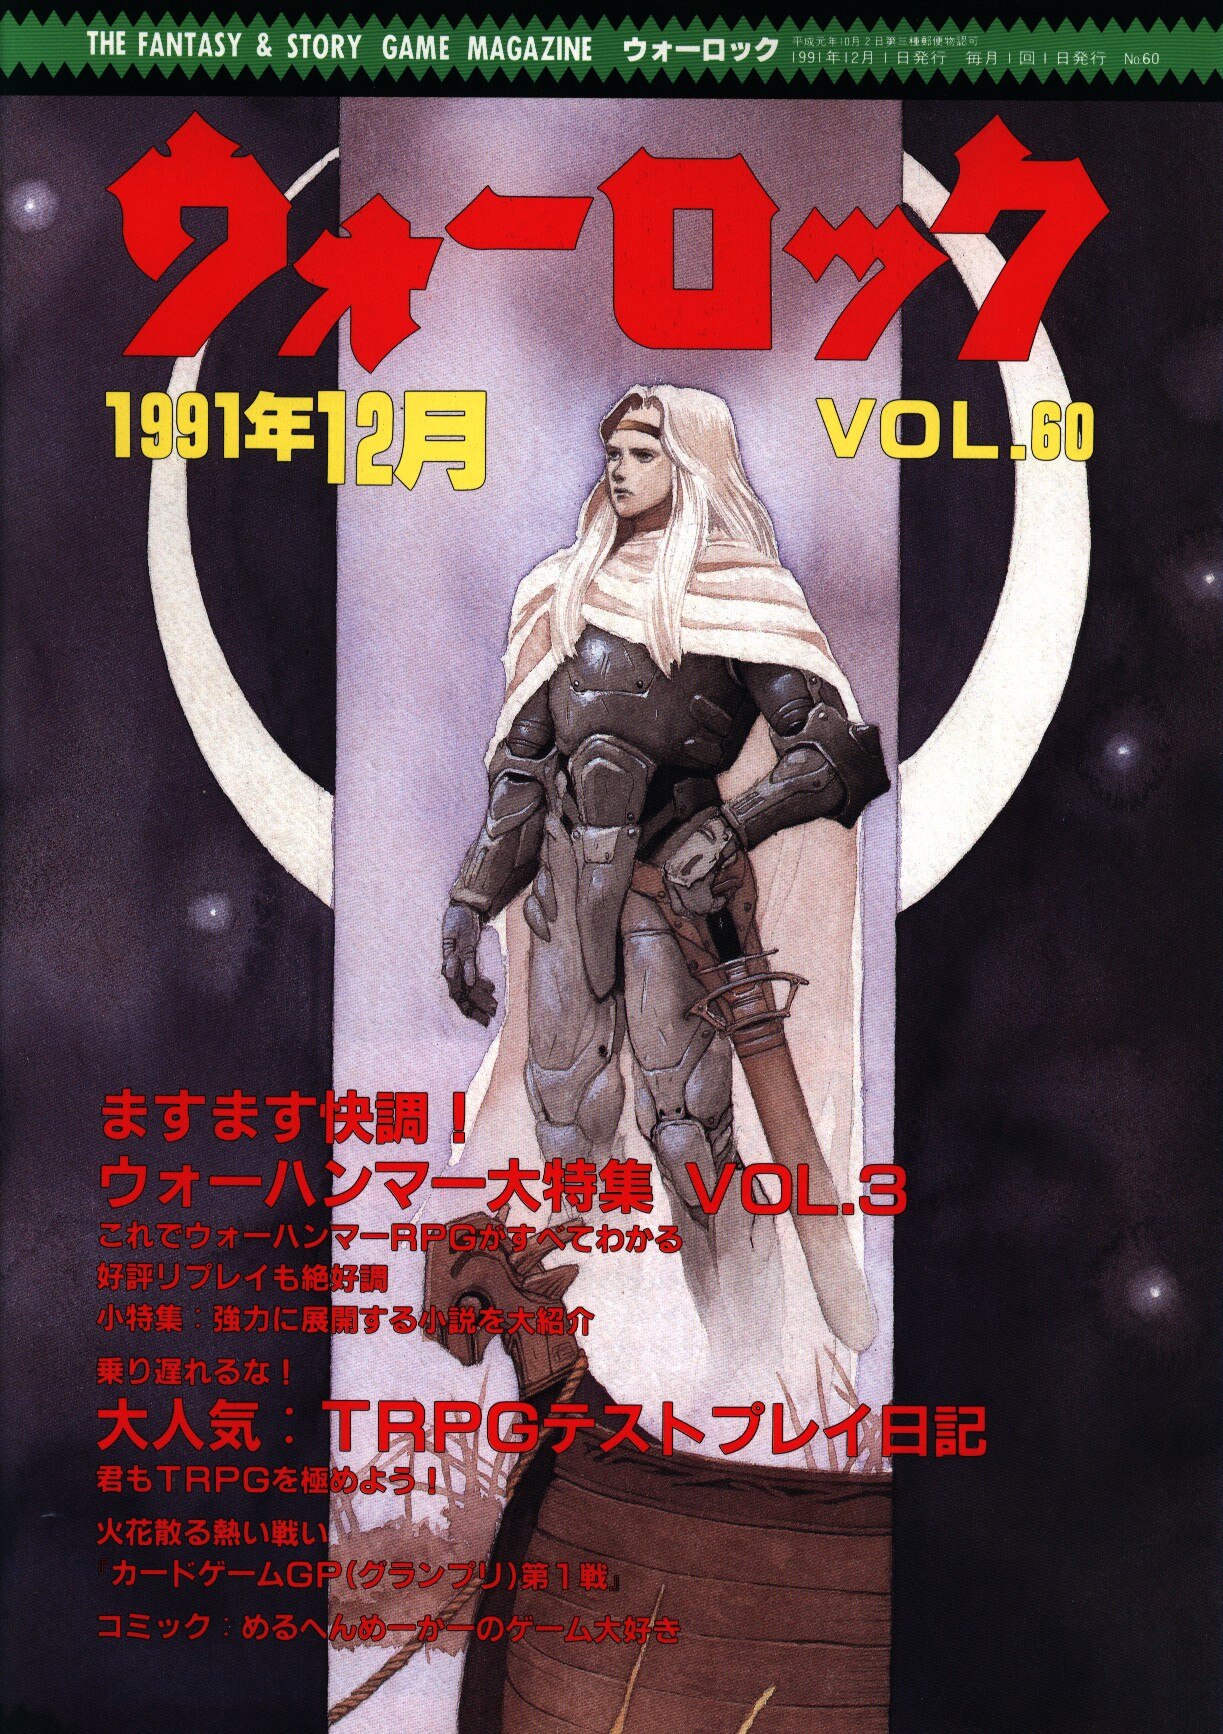 THE FANTASY & STORY GAME MAGAZINE ウォーロック
平成元年10月2日第三種郵便物認可
1991年12月1日発行 毎月1回1日発行 No.60
ウォーロック
1991年12月 VOL.60
ますます快調！
ウォーハンマー大特集 VOL.3
これでウォーハンマーRPGがすべてわかる
好評リプレイも絶好調
小特集：強力に展開する小説を大紹介
乗り遅れるな！
大人気：TRPGテストプレイ日記
君もTRPGを極めよう！
火花散る熱い戦い
『カードゲームGP(グランプリ)第1戦』
コミック：めるへんめーかーのゲーム大好き